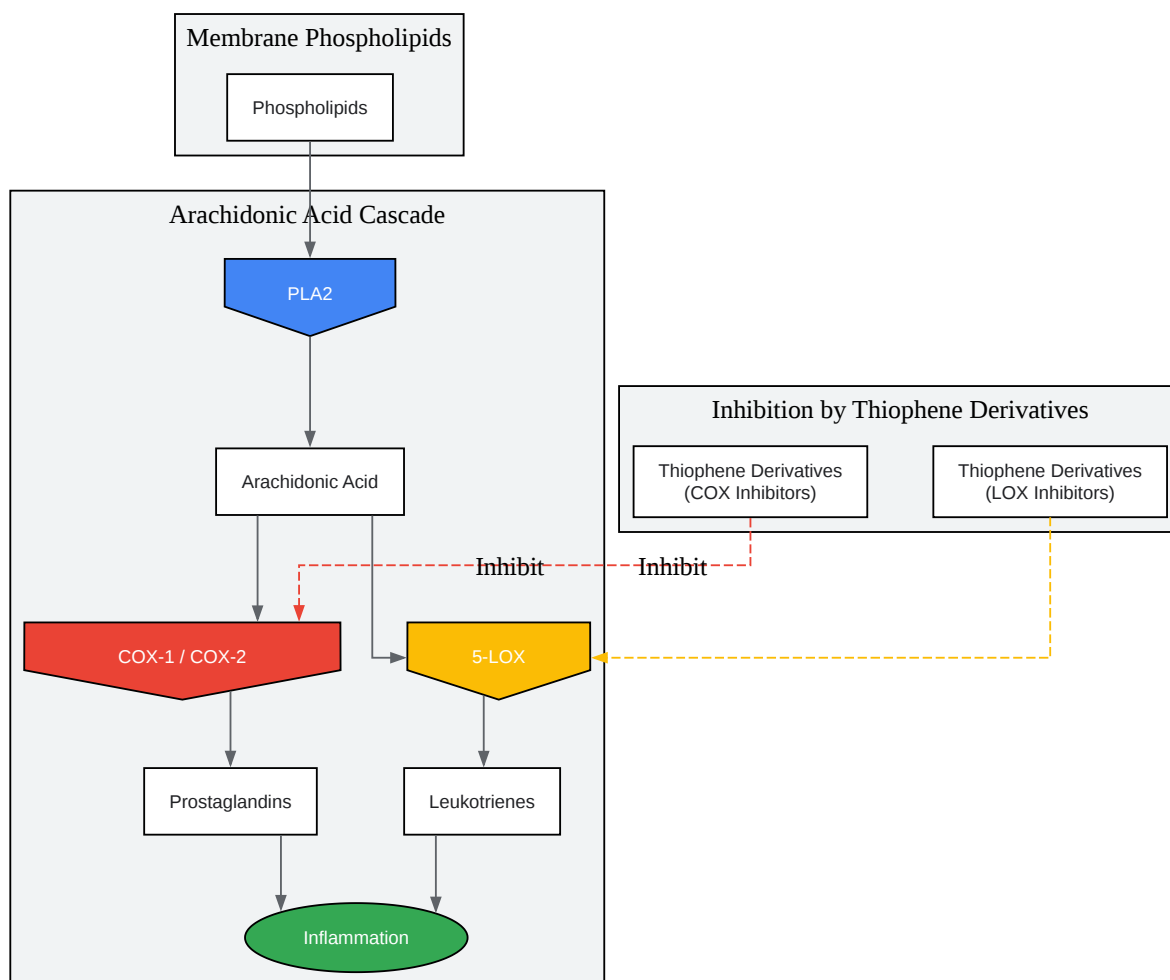 Membrane Phospholipids
Phospholipids
Arachidonic Acid Cascade
PLA2
Inhibition by Thiophene Derivatives
Arachidonic Acid
Thiophene Derivatives
(COX Inhibitors)
Thiophene Derivatives
(LOX Inhibitors)
Inhibit
Inhibit
COX-1 / COX-2
5-LOX
Prostaglandins
Leukotrienes
Inflammation